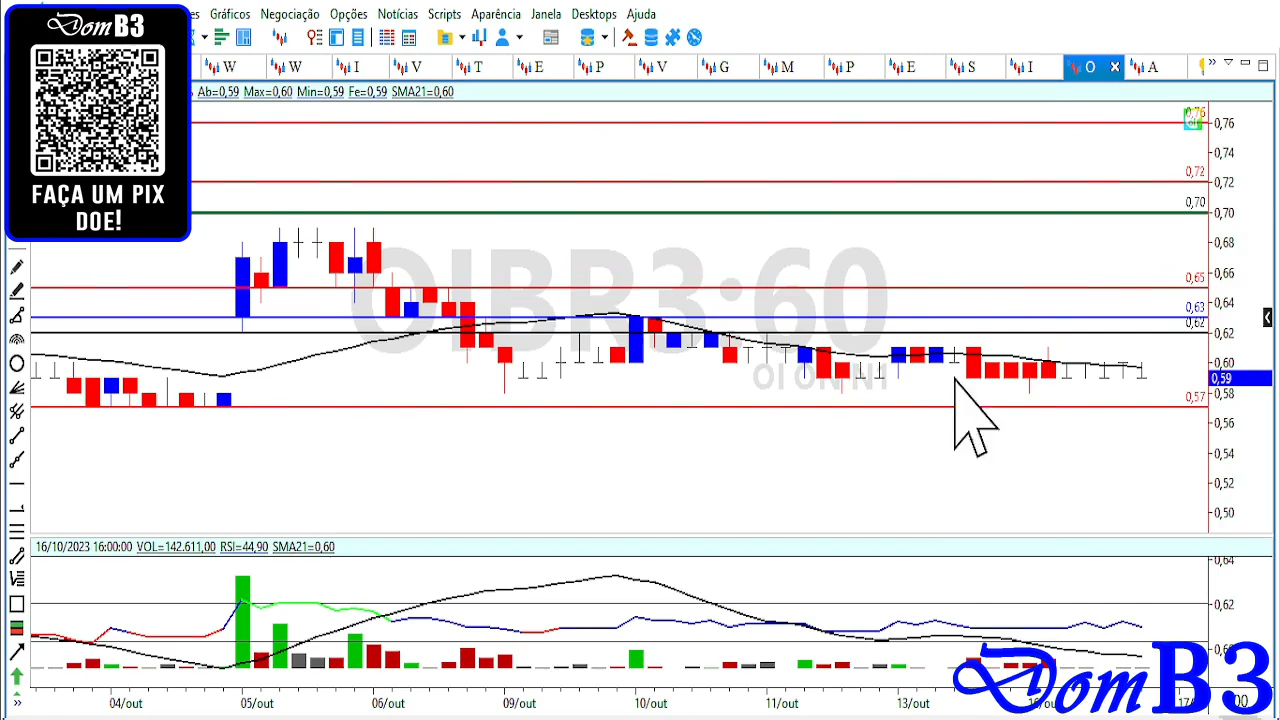 DomB3
FAÇA UM PIX
DOE!
Gráficos Negociação Opções Notícias Scripts Aparência Janela Desktops Ajuda
W W I V T E P V G M P E S I O A
Ab=0,59 Max=0,60 Min=0,59 Fe=0,59 SMA21=0,60
OIBR3:60
OI ON N1
0,76
0,72
0,70
0,65
0,63
0,62
0,57
0,76
0,74
0,72
0,70
0,68
0,66
0,64
0,62
0,60
0,59
0,58
0,56
0,54
0,52
0,50
16/10/2023 16:00:00 VOL=142.611,00 RSI=44,90 SMA21=0,60
0,64
0,62
04/out 05/out 06/out 09/out 10/out 11/out 13/out
DomB3